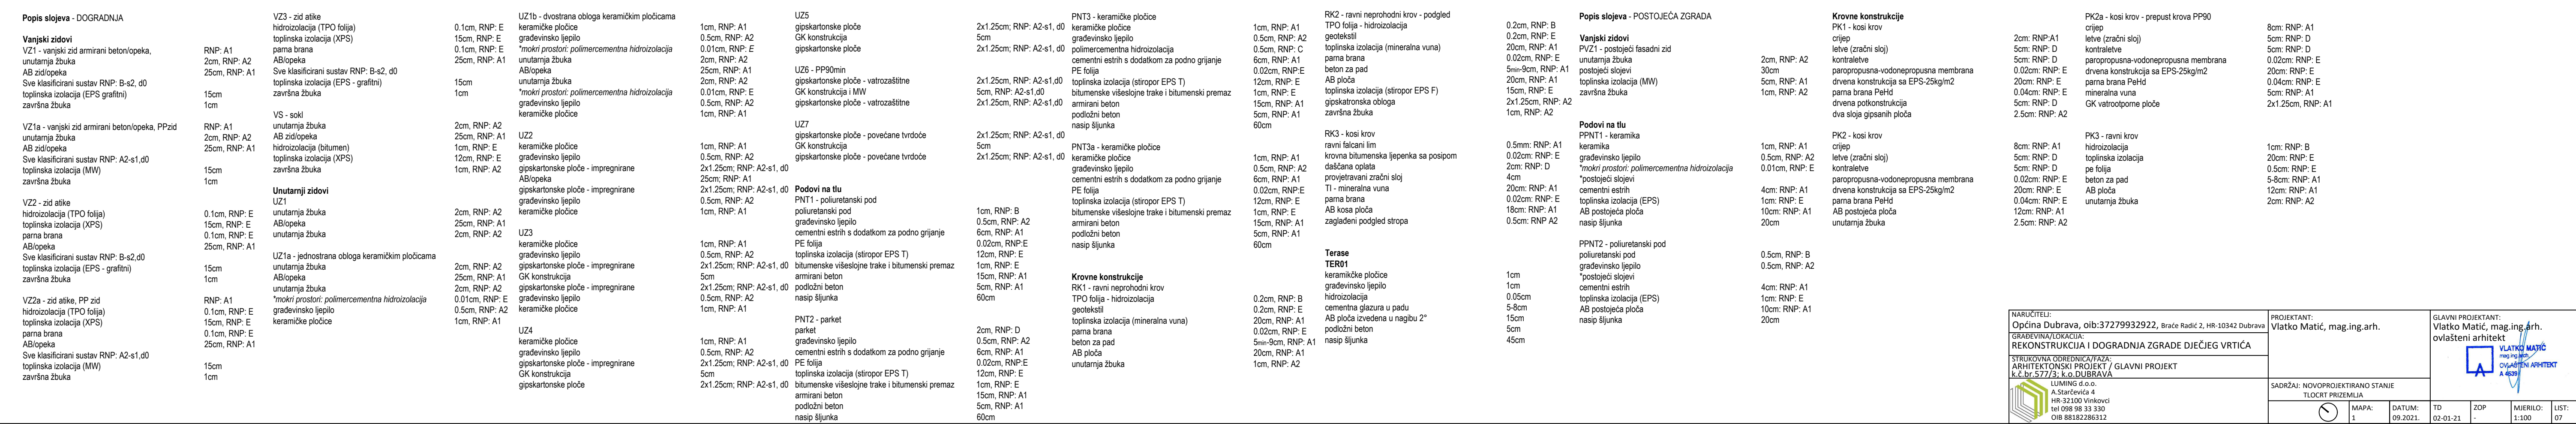 Popis slojeva - DOGRADNJA
Vanjski zidovi
VZ1 - vanjski zid armirani beton/opeka, RNP: A1
unutarnja žbuka 2cm, RNP: A2
AB zid/opeka 25cm, RNP: A1
Sve klasificirani sustav RNP: B-s2, d0
toplinska izolacija (EPS grafitni) 15cm
završna žbuka 1cm
VZ1a - vanjski zid armirani beton/opeka, PPzid RNP: A1
unutarnja žbuka 2cm, RNP: A2
AB zid/opeka 25cm, RNP: A1
Sve klasificirani sustav RNP: A2-s1,d0
toplinska izolacija (MW) 15cm
završna žbuka 1cm
VZ2 - zid atike
hidroizolacija (TPO folija) 0.1cm, RNP: E
toplinska izolacija (XPS) 15cm, RNP: E
parna brana 0.1cm, RNP: E
AB/opeka 25cm, RNP: A1
Sve klasificirani sustav RNP: B-s2,d0
toplinska izolacija (EPS - grafitni) 15cm
završna žbuka 1cm
VZ2a - zid atike, PP zid RNP: A1
hidroizolacija (TPO folija) 0.1cm, RNP: E
toplinska izolacija (XPS) 15cm, RNP: E
parna brana 0.1cm, RNP: E
AB/opeka 25cm, RNP: A1
Sve klasificirani sustav RNP: A2-s1,d0
toplinska izolacija (MW) 15cm
završna žbuka 1cm
VZ3 - zid atike
hidroizolacija (TPO folija) 0.1cm, RNP: E
toplinska izolacija (XPS) 15cm, RNP: E
parna brana 0.1cm, RNP: E
AB/opeka 25cm, RNP: A1
Sve klasificirani sustav RNP: B-s2, d0
toplinska izolacija (EPS - grafitni) 15cm
završna žbuka 1cm
VS - sokl
unutarnja žbuka 2cm, RNP: A2
AB zid/opeka 25cm, RNP: A1
hidroizolacija (bitumen) 1cm, RNP: E
toplinska izolacija (XPS) 12cm, RNP: E
završna žbuka 1cm, RNP: A2
Unutarnji zidovi
UZ1
unutarnja žbuka 2cm, RNP: A2
AB/opeka 25cm, RNP: A1
unutarnja žbuka 2cm, RNP: A2
UZ1a - jednostrana obloga keramičkim pločicama
unutarnja žbuka 2cm, RNP: A2
AB/opeka 25cm, RNP: A1
unutarnja žbuka 2cm, RNP: A2
*mokri prostori: polimercementna hidroizolacija 0.01cm, RNP: E
građevinsko ljepilo 0.5cm, RNP: A2
keramičke pločice 1cm, RNP: A1
UZ1b - dvostrana obloga keramičkim pločicama
keramičke pločice 1cm, RNP: A1
građevinsko ljepilo 0.5cm, RNP: A2
*mokri prostori: polimercementna hidroizolacija 0.01cm, RNP: E
unutarnja žbuka 2cm, RNP: A2
AB/opeka 25cm, RNP: A1
unutarnja žbuka 2cm, RNP: A2
*mokri prostori: polimercementna hidroizolacija 0.01cm, RNP: E
građevinsko ljepilo 0.5cm, RNP: A2
keramičke pločice 1cm, RNP: A1
UZ2
keramičke pločice 1cm, RNP: A1
građevinsko ljepilo 0.5cm, RNP: A2
gipskartonske ploče - impregnirane 2x1.25cm; RNP: A2-s1, d0
AB/opeka 25cm; RNP: A1
gipskartonske ploče - impregnirane 2x1.25cm; RNP: A2-s1, d0
građevinsko ljepilo 0.5cm, RNP: A2
keramičke pločice 1cm, RNP: A1
UZ3
keramičke pločice 1cm, RNP: A1
građevinsko ljepilo 0.5cm, RNP: A2
gipskartonske ploče - impregnirane 2x1.25cm; RNP: A2-s1, d0
GK konstrukcija 5cm
gipskartonske ploče - impregnirane 2x1.25cm; RNP: A2-s1, d0
građevinsko ljepilo 0.5cm, RNP: A2
keramičke pločice 1cm, RNP: A1
UZ4
keramičke pločice 1cm, RNP: A1
građevinsko ljepilo 0.5cm, RNP: A2
gipskartonske ploče - impregnirane 2x1.25cm; RNP: A2-s1, d0
GK konstrukcija 5cm
gipskartonske ploče 2x1.25cm; RNP: A2-s1, d0
UZ5
gipskartonske ploče 2x1.25cm; RNP: A2-s1, d0
GK konstrukcija 5cm
gipskartonske ploče 2x1.25cm; RNP: A2-s1, d0
UZ6 - PP90min
gipskartonske ploče - vatrozaštitne 2x1.25cm; RNP: A2-s1,d0
GK konstrukcija i MW 5cm, RNP: A2-s1,d0
gipskartonske ploče - vatrozaštitne 2x1.25cm; RNP: A2-s1,d0
UZ7
gipskartonske ploče - povećane tvrdoće 2x1.25cm; RNP: A2-s1, d0
GK konstrukcija 5cm
gipskartonske ploče - povećane tvrdoće 2x1.25cm; RNP: A2-s1, d0
Podovi na tlu
PNT1 - poliuretanski pod
poliuretanski pod 1cm, RNP: B
građevinsko ljepilo 0.5cm, RNP: A2
cementni estrih s dodatkom za podno grijanje 6cm, RNP: A1
PE folija 0.02cm, RNP:E
toplinska izolacija (stiropor EPS T) 12cm, RNP: E
bitumenske višeslojne trake i bitumenski premaz 1cm, RNP: E
armirani beton 15cm, RNP: A1
podložni beton 5cm, RNP: A1
nasip šljunka 60cm
PNT2 - parket
parket 2cm, RNP: D
građevinsko ljepilo 0.5cm, RNP: A2
cementni estrih s dodatkom za podno grijanje 6cm, RNP: A1
PE folija 0.02cm, RNP:E
toplinska izolacija (stiropor EPS T) 12cm, RNP: E
bitumenske višeslojne trake i bitumenski premaz 1cm, RNP: E
armirani beton 15cm, RNP: A1
podložni beton 5cm, RNP: A1
nasip šljunka 60cm
PNT3 - keramičke pločice
keramičke pločice 1cm, RNP: A1
građevinsko ljepilo 0.5cm, RNP: A2
polimercementna hidroizolacija 0.5cm, RNP: C
cementni estrih s dodatkom za podno grijanje 6cm, RNP: A1
PE folija 0.02cm, RNP:E
toplinska izolacija (stiropor EPS T) 12cm, RNP: E
bitumenske višeslojne trake i bitumenski premaz 1cm, RNP: E
armirani beton 15cm, RNP: A1
podložni beton 5cm, RNP: A1
nasip šljunka 60cm
PNT3a - keramičke pločice
keramičke pločice 1cm, RNP: A1
građevinsko ljepilo 0.5cm, RNP: A2
cementni estrih s dodatkom za podno grijanje 6cm, RNP: A1
PE folija 0.02cm, RNP:E
toplinska izolacija (stiropor EPS T) 12cm, RNP: E
bitumenske višeslojne trake i bitumenski premaz 1cm, RNP: E
armirani beton 15cm, RNP: A1
podložni beton 5cm, RNP: A1
nasip šljunka 60cm
Krovne konstrukcije
RK1 - ravni neprohodni krov
TPO folija - hidroizolacija 0.2cm, RNP: B
geotekstil 0.2cm, RNP: E
toplinska izolacija (mineralna vuna) 20cm, RNP: A1
parna brana 0.02cm, RNP: E
beton za pad 5min-9cm, RNP: A1
AB ploča 20cm, RNP: A1
unutarnja žbuka 1cm, RNP: A2
RK2 - ravni neprohodni krov - podgled
TPO folija - hidroizolacija 0.2cm, RNP: B
geotekstil 0.2cm, RNP: E
toplinska izolacija (mineralna vuna) 20cm, RNP: A1
parna brana 0.02cm, RNP: E
beton za pad 5min-9cm, RNP: A1
AB ploča 20cm, RNP: A1
toplinska izolacija (stiropor EPS F) 15cm, RNP: E
gipskatronska obloga 2x1.25cm, RNP: A2
završna žbuka 1cm, RNP: A2
RK3 - kosi krov
ravni falcani lim 0.5mm: RNP: A1
krovna bitumenska ljepenka sa posipom 0.02cm: RNP: E
daščana oplata 2cm: RNP: D
provjetravani zračni sloj 4cm
TI - mineralna vuna 20cm: RNP: A1
parna brana 0.02cm: RNP: E
AB kosa ploča 18cm: RNP: A1
zaglađeni podgled stropa 0.5cm: RNP A2
Terase
TER01
keramikčke pločice 1cm
građevinsko ljepilo 1cm
hidroizolacija 0.05cm
cementna glazura u padu 5-8cm
AB ploča izvedena u nagibu 2° 15cm
podložni beton 5cm
nasip šljunka 45cm
Popis slojeva - POSTOJEĆA ZGRADA
Vanjski zidovi
PVZ1 - postojeći fasadni zid
unutarnja žbuka 2cm, RNP: A2
postojeći slojevi 30cm
toplinska izolacija (MW) 5cm, RNP: A1
završna žbuka 1cm, RNP: A2
Podovi na tlu
PPNT1 - keramika
keramika 1cm, RNP: A1
građevinsko ljepilo 0.5cm, RNP: A2
*mokri prostori: polimercementna hidroizolacija 0.01cm, RNP: E
*postojeći slojevi
cementni estrih 4cm: RNP: A1
toplinska izolacija (EPS) 1cm: RNP: E
AB postojeća ploča 10cm: RNP: A1
nasip šljunka 20cm
PPNT2 - poliuretanski pod
poliuretanski pod 0.5cm, RNP: B
građevinsko ljepilo 0.5cm, RNP: A2
*postojeći slojevi
cementni estrih 4cm: RNP: A1
toplinska izolacija (EPS) 1cm: RNP: E
AB postojeća ploča 10cm: RNP: A1
nasip šljunka 20cm
Krovne konstrukcije
PK1 - kosi krov
crijep 2cm: RNP:A1
letve (zračni sloj) 5cm: RNP: D
kontraletve 5cm: RNP: D
paropropusna-vodonepropusna membrana 0.02cm: RNP: E
drvena konstrukcija sa EPS-25kg/m2 20cm: RNP: E
parna brana PeHd 0.04cm: RNP: E
drvena potkonstrukcija 5cm: RNP: D
dva sloja gipsanih ploča 2.5cm: RNP: A2
PK2 - kosi krov
crijep 8cm: RNP: A1
letve (zračni sloj) 5cm: RNP: D
kontraletve 5cm: RNP: D
paropropusna-vodonepropusna membrana 0.02cm: RNP: E
drvena konstrukcija sa EPS-25kg/m2 20cm: RNP: E
parna brana PeHd 0.04cm: RNP: E
AB postojeća ploča 12cm: RNP: A1
unutarnja žbuka 2.5cm: RNP: A2
PK2a - kosi krov - prepust krova PP90
crijep 8cm: RNP: A1
letve (zračni sloj) 5cm: RNP: D
kontraletve 5cm: RNP: D
paropropusna-vodonepropusna membrana 0.02cm: RNP: E
drvena konstrukcija sa EPS-25kg/m2 20cm: RNP: E
parna brana PeHd 0.04cm: RNP: E
mineralna vuna 5cm: RNP: A1
GK vatrootporne ploče 2x1.25cm, RNP: A1
PK3 - ravni krov
hidroizolacija 1cm: RNP: B
toplinska izolacija 20cm: RNP: E
pe folija 0.5cm: RNP: E
beton za pad 5-8cm: RNP: A1
AB ploča 12cm: RNP: A1
unutarnja žbuka 2cm: RNP: A2
NARUČITELJ:
Općina Dubrava, oib:37279932922, Braće Radić 2, HR-10342 Dubrava
GRAĐEVINA/LOKACIJA:
REKONSTRUKCIJA I DOGRADNJA ZGRADE DJEČJEG VRTIĆA
STRUKOVNA ODREDNICA/FAZA:
ARHITEKTONSKI PROJEKT / GLAVNI PROJEKT
k.č.br.577/3; k.o.DUBRAVA
LUMING d.o.o.
A.Starčevića 4
HR-32100 Vinkovci
tel 098 98 33 330
OIB 88182286312
PROJEKTANT:
Vlatko Matić, mag.ing.arh.
GLAVNI PROJEKTANT:
Vlatko Matić, mag.ing.arh.
ovlašteni arhitekt
VLATKO MATIĆ
mag.ing.arch.
OVLAŠTENI ARHITEKT
A 4639
SADRŽAJ: NOVOPROJEKTIRANO STANJE
TLOCRT PRIZEMLJA
MAPA: 1
DATUM: 09.2021.
TD 02-01-21
ZOP -
MJERILO: 1:100
LIST: 07